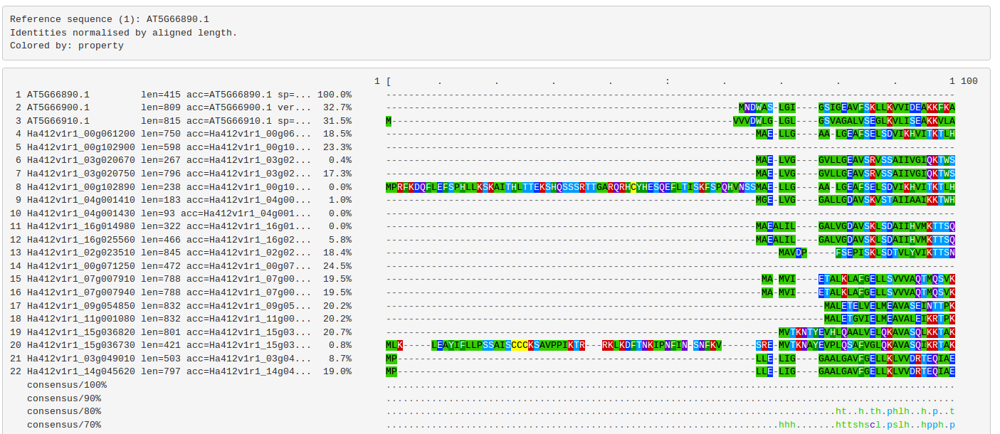 Reference sequence (1): AT5G66890.1
Identities normalised by aligned length.
Colored by: property
1 [ . . . . : . . . . 1 100
1 AT5G66890.1 len=415 acc=AT5G66890.1 sp=... 100.0% ----------------------------------------------------------------------------------------------------
2 AT5G66900.1 len=809 acc=AT5G66900.1 ver... 32.7% --------------------------------------------------------------MNDWAS-LGI----GSIGEAVFSKLLKVVIDEAKKFKA
3 AT5G66910.1 len=815 acc=AT5G66910.1 sp=... 31.5% M------------------------------------------------------------VVVDWLG-LGL----GSVAGALVSEGLKVLISEAKKVLA
4 Ha412v1r1_00g061200 len=750 acc=Ha412v1r1_00g06... 18.5% -----------------------------------------------------------------MAE-LLG----AA-LGEAFSELSDVIKHVITKTLH
5 Ha412v1r1_00g102900 len=598 acc=Ha412v1r1_00g10... 23.3% ----------------------------------------------------------------------------------------------------
6 Ha412v1r1_03g020670 len=267 acc=Ha412v1r1_03g02... 0.4% -----------------------------------------------------------------MAE-LVG----GVLLGEAVSRVSSAIIVGIQKTWS
7 Ha412v1r1_03g020750 len=796 acc=Ha412v1r1_03g02... 17.3% -----------------------------------------------------------------MAE-LVG----GVLLGEAVSRVSSAIIVGIQKTWS
8 Ha412v1r1_00g102890 len=238 acc=Ha412v1r1_00g10... 0.0% MPRFKDQFLEFSPHLLKSKAITHLTTEKSHQSSSRTTGARQRHCYHESQEFLTISKFSPQHVNSSMAE-LLG----AA-LGEAFSELSDVIKHVITKTLH
9 Ha412v1r1_04g001410 len=183 acc=Ha412v1r1_04g00... 1.0% -----------------------------------------------------------------MGE-LVG----GALLGDAVSKVSTAIIAAIKKTWH
10 Ha412v1r1_04g001430 len=93 acc=Ha412v1r1_04g001... 0.0% ----------------------------------------------------------------------------------------------------
11 Ha412v1r1_16g014980 len=322 acc=Ha412v1r1_16g01... 0.0% -----------------------------------------------------------------MAEALIL----GALVGDAVSKLSDAIIHVMKTTSQ
12 Ha412v1r1_16g025560 len=466 acc=Ha412v1r1_16g02... 5.8% -----------------------------------------------------------------MAEALIL----GALVGDAVSKLSDAIIHVMKTTSQ
13 Ha412v1r1_02g023510 len=845 acc=Ha412v1r1_02g02... 18.4% ---------------------------------------------------------------------MAVDP-----FSEPISKLSDTVLYVIKTTSN
14 Ha412v1r1_00g071250 len=472 acc=Ha412v1r1_00g07... 24.5% ----------------------------------------------------------------------------------------------------
15 Ha412v1r1_07g007910 len=788 acc=Ha412v1r1_07g00... 19.5% ------------------------------------------------------------------MA-MVI----ETALKLAFGELLSVVVAQTMQSVK
16 Ha412v1r1_07g007940 len=788 acc=Ha412v1r1_07g00... 19.5% ------------------------------------------------------------------MA-MVI----ETALKLAFGELLSVVVAQTMQSVK
17 Ha412v1r1_09g054850 len=832 acc=Ha412v1r1_09g05... 20.2% -----------------------------------------------------------------------------MALETELVELMEAVASEINTTPK
18 Ha412v1r1_11g001080 len=832 acc=Ha412v1r1_11g00... 20.2% -----------------------------------------------------------------------------MALETGVIELMEAVALEIKRTPK
19 Ha412v1r1_15g036820 len=801 acc=Ha412v1r1_15g03... 20.7% ---------------------------------------------------------------------MVTKNTYEVHLQAALVELQKAVASQLKKTAK
20 Ha412v1r1_15g036730 len=421 acc=Ha412v1r1_15g03... 0.8% MLK-----LEAYIFLLPSSAISCCCKSAVPPIKTR---RKLKDFTNKIPNFIN-SNFKV------SRE-MVTKNAYEVPLQSAFVGLQKAVASQIKRTAK
21 Ha412v1r1_03g049010 len=503 acc=Ha412v1r1_03g04... 8.7% MP---------------------------------------------------------------LLE-LIG----GAALGAVFGELLKLVVDRTEQIAE
22 Ha412v1r1_14g045620 len=797 acc=Ha412v1r1_14g04... 19.0% MP---------------------------------------------------------------LLE-LIG----GAALGAVFGELLKLVVDRTEQIAE
consensus/100% ....................................................................................................
consensus/90% ....................................................................................................
consensus/80% ...............................................................................ht..h.th.phlh..h.p..t
consensus/70% .....................................................................hhh.......httshscl.pslh..hpph.p